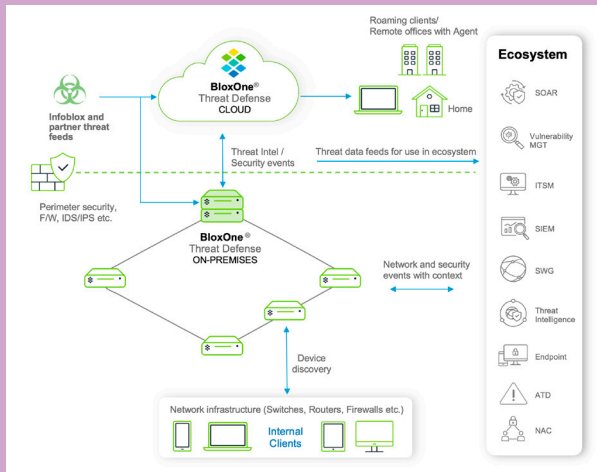 Roaming clients/
Remote offices with Agent
Ecosystem
BloxOne®
Threat Defense
CLOUD
Home
Infoblox and
partner threat
feeds
Threat Intel /
Security events
Threat data feeds for use in ecosystem
Perimeter security,
F/W, IDS/IPS etc.
BloxOne®
Threat Defense
ON-PREMISES
Network and security
events with context
Device
discovery
Network infrastructure (Switches, Routers, Firewalls etc.)
Internal
Clients
SOAR
Vulnerability
MGT
ITSM
SIEM
SWG
Threat
Intelligence
Endpoint
ATD
NAC